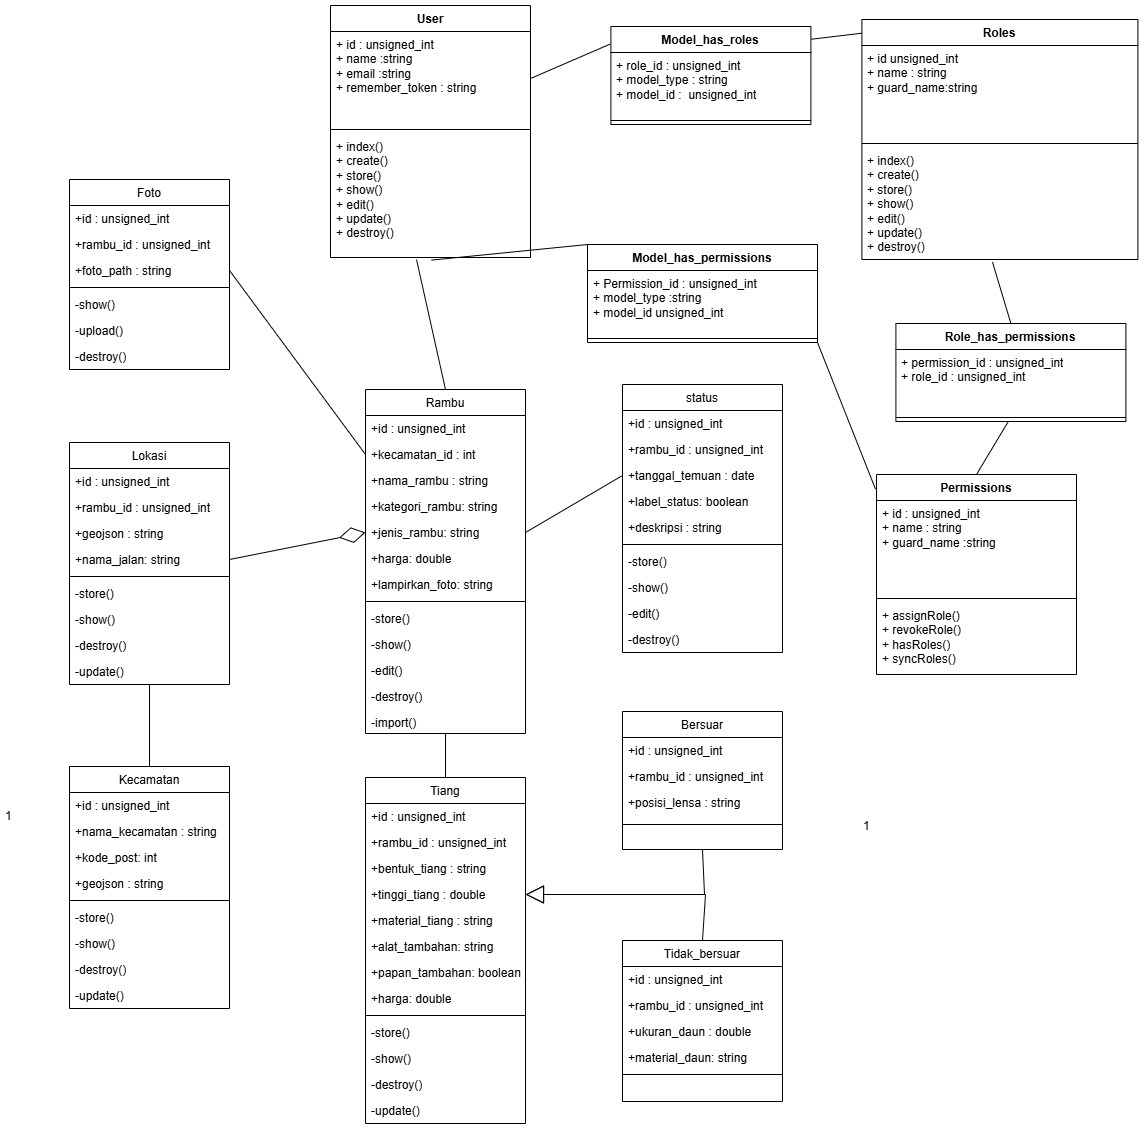 User
+ id : unsigned_int
+ name :string
+ email :string
+ remember_token : string
+ index()
+ create()
+ store()
+ show()
+ edit()
+ update()
+ destroy()
Model_has_roles
+ role_id : unsigned_int
+ model_type : string
+ model_id :  unsigned_int
Roles
+ id unsigned_int
+ name : string
+ guard_name:string
+ index()
+ create()
+ store()
+ show()
+ edit()
+ update()
+ destroy()
Foto
+id : unsigned_int
+rambu_id : unsigned_int
+foto_path : string
-show()
-upload()
-destroy()
Model_has_permissions
+ Permission_id : unsigned_int
+ model_type :string
+ model_id unsigned_int
Role_has_permissions
+ permission_id : unsigned_int
+ role_id : unsigned_int
Rambu
+id : unsigned_int
+kecamatan_id : int
+nama_rambu : string
+kategori_rambu: string
+jenis_rambu: string
+harga: double
+lampirkan_foto: string
-store()
-show()
-edit()
-destroy()
-import()
status
+id : unsigned_int
+rambu_id : unsigned_int
+tanggal_temuan : date
+label_status: boolean
+deskripsi : string
-store()
-show()
-edit()
-destroy()
Lokasi
+id : unsigned_int
+rambu_id : unsigned_int
+geojson : string
+nama_jalan: string
-store()
-show()
-destroy()
-update()
Permissions
+ id : unsigned_int
+ name : string
+ guard_name :string
+ assignRole()
+ revokeRole()
+ hasRoles()
+ syncRoles()
Kecamatan
+id : unsigned_int
+nama_kecamatan : string
+kode_post: int
+geojson : string
-store()
-show()
-destroy()
-update()
1
Tiang
+id : unsigned_int
+rambu_id : unsigned_int
+bentuk_tiang : string
+tinggi_tiang : double
+material_tiang : string
+alat_tambahan: string
+papan_tambahan: boolean
+harga: double
-store()
-show()
-destroy()
-update()
Bersuar
+id : unsigned_int
+rambu_id : unsigned_int
+posisi_lensa : string
1
Tidak_bersuar
+id : unsigned_int
+rambu_id : unsigned_int
+ukuran_daun : double
+material_daun: string